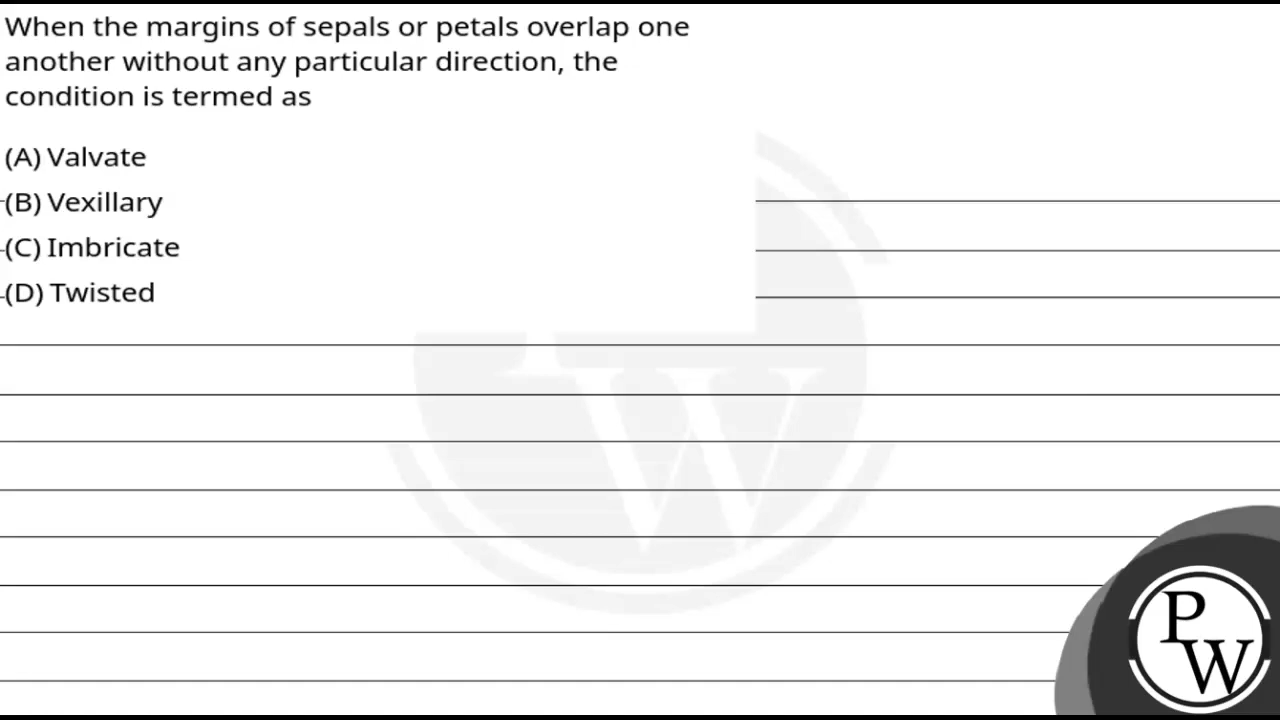 When the margins of sepals or petals overlap one
another without any particular direction, the
condition is termed as
(A) Valvate
(B) Vexillary
(C) Imbricate
(D) Twisted
W
P
W